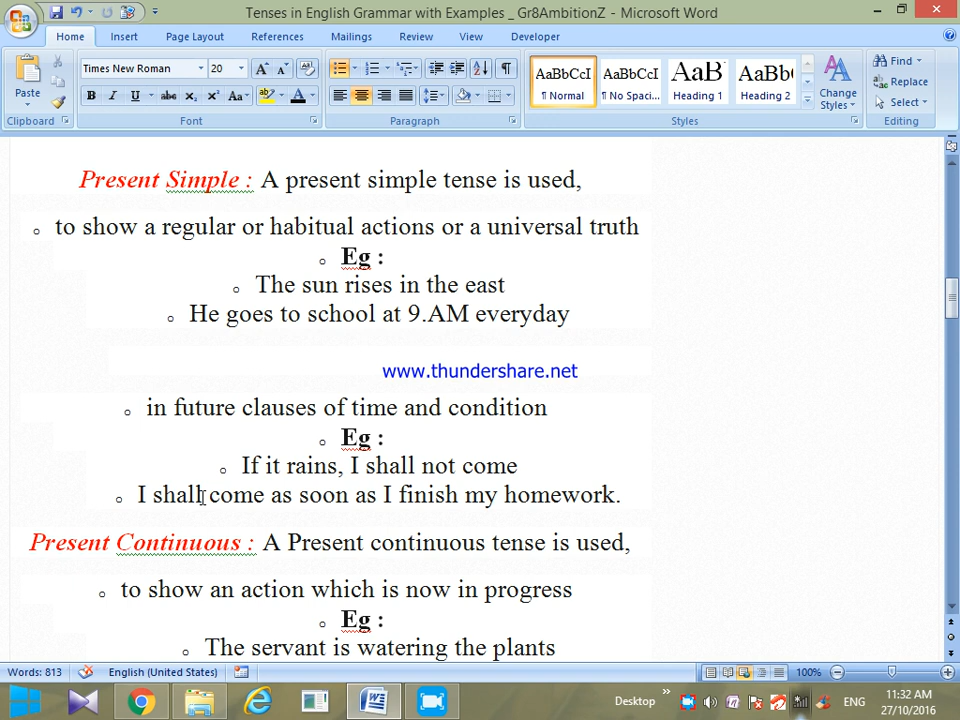 Tenses in English Grammar with Examples _ Gr8AmbitionZ - Microsoft Word
Home Insert Page Layout References Mailings Review View Developer
Paste
Times New Roman 20
AaBbCcI AaBbCcI AaB AaBb(
¶ Normal ¶ No Spaci... Heading 1 Heading 2
Change Styles
Find
Replace
Select
Clipboard Font Paragraph Styles Editing
Present Simple : A present simple tense is used,
to show a regular or habitual actions or a universal truth
Eg :
The sun rises in the east
He goes to school at 9.AM everyday
www.thundershare.net
in future clauses of time and condition
Eg :
If it rains, I shall not come
I shall come as soon as I finish my homework.
Present Continuous : A Present continuous tense is used,
to show an action which is now in progress
Eg :
The servant is watering the plants
Words: 813 English (United States) 100%
Desktop ENG 11:32 AM
27/10/2016